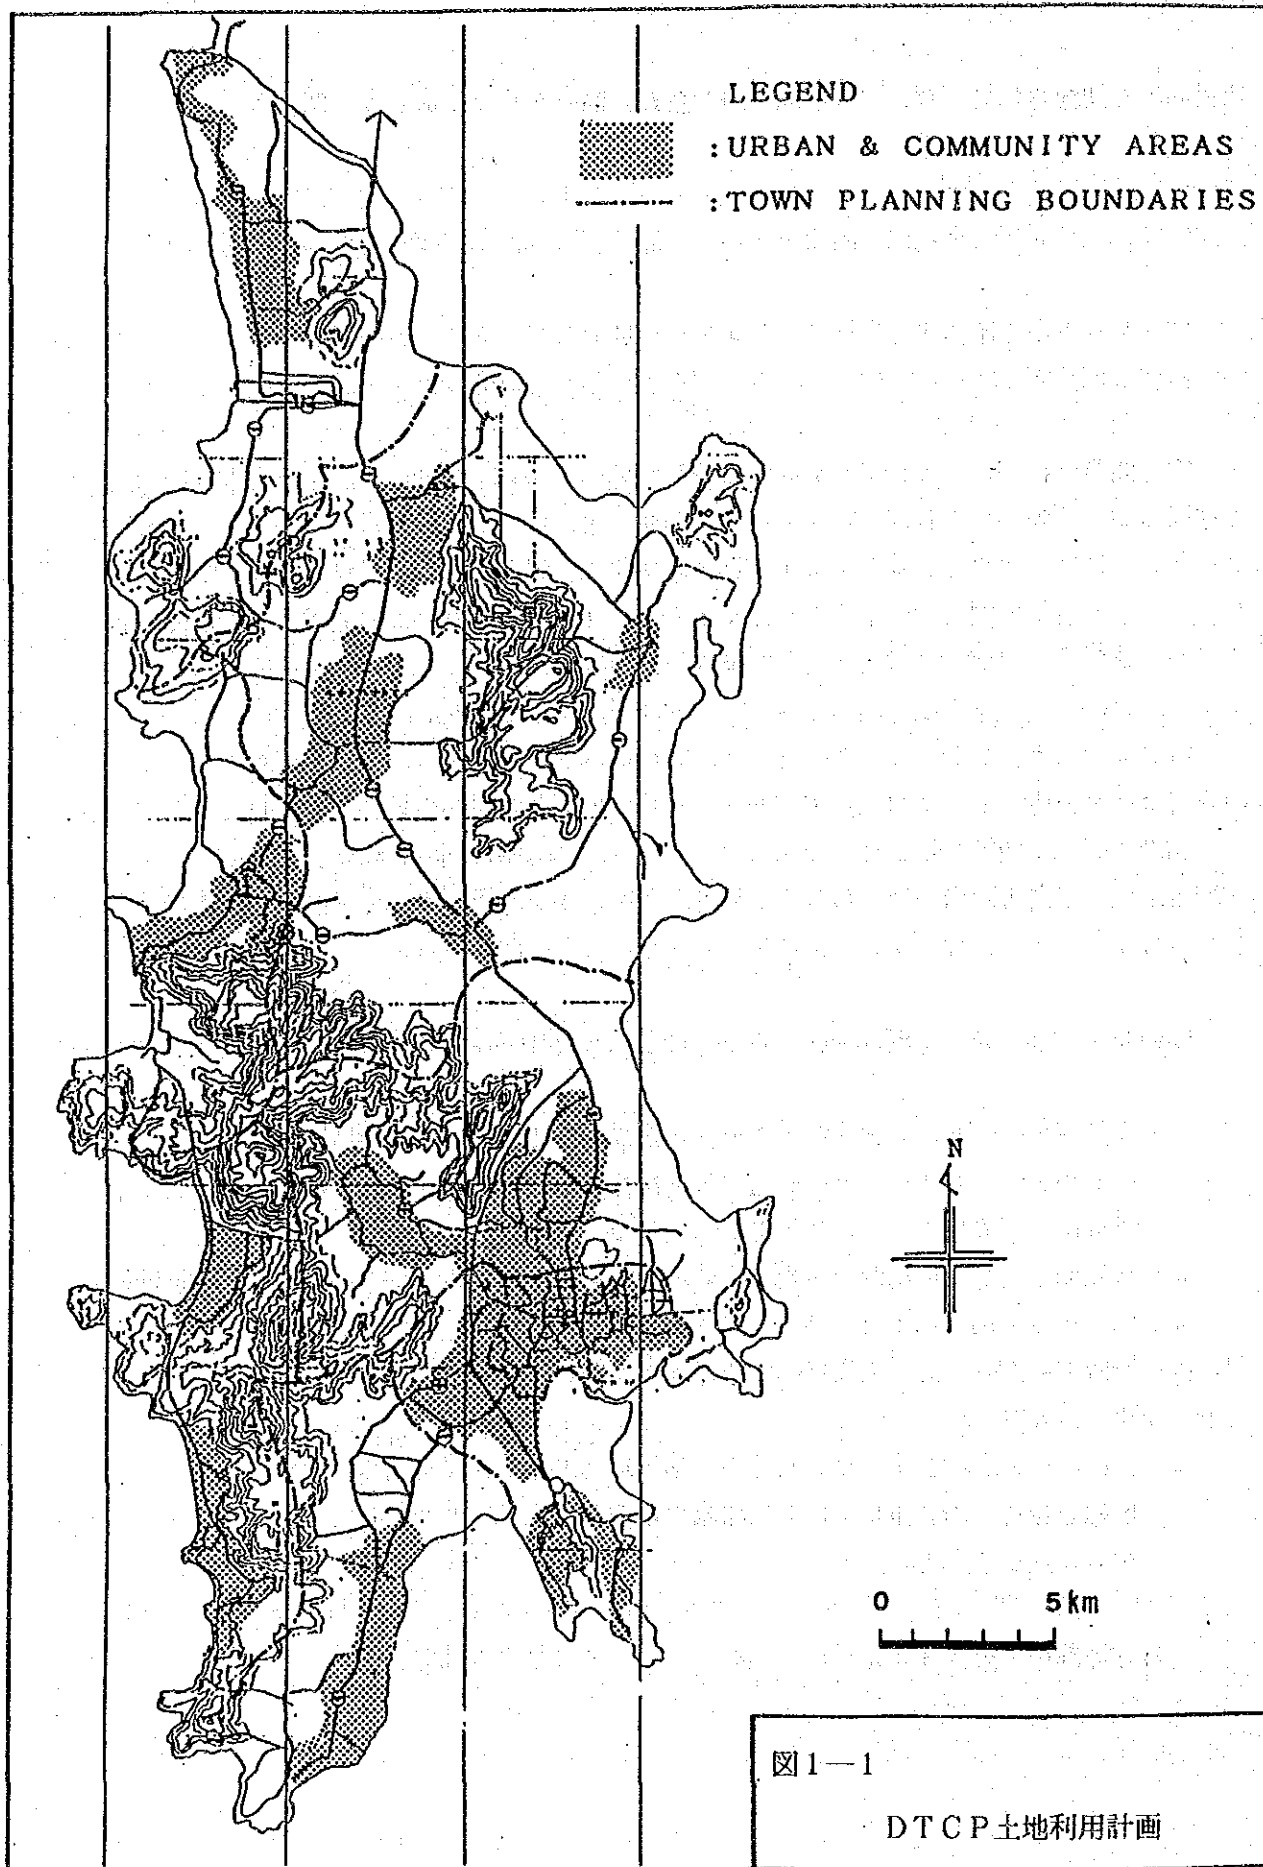 LEGEND
:URBAN & COMMUNITY AREAS
:TOWN PLANNING BOUNDARIES
N
0 5km
図1—1
DTCP土地利用計画